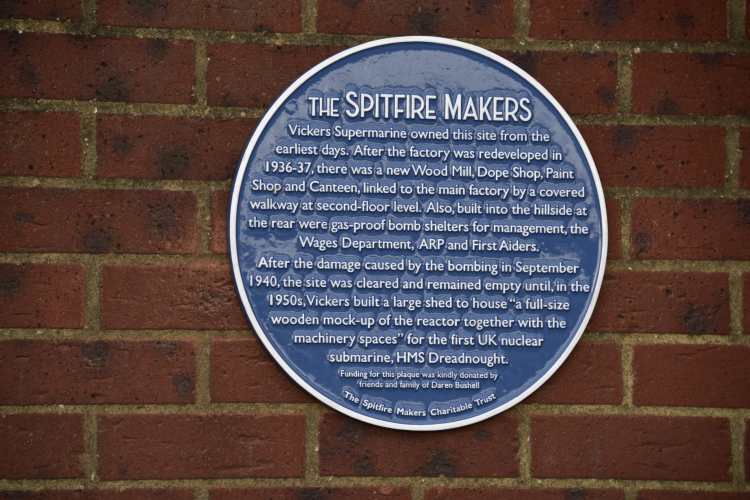 THE SPITFIRE MAKERS
Vickers Supermarine owned this site from the
earliest days. After the factory was redeveloped in
1936-37, there was a new Wood Mill, Dope Shop, Paint
Shop and Canteen, linked to the main factory by a covered
walkway at second-floor level. Also, built into the hillside at
the rear were gas-proof bomb shelters for management, the
Wages Department, ARP and First Aiders.
After the damage caused by the bombing in September
1940, the site was cleared and remained empty until, in the
1950s, Vickers built a large shed to house “a full-size
wooden mock-up of the reactor together with the
machinery spaces” for the first UK nuclear
submarine, HMS Dreadnought.
Funding for this plaque was kindly donated by
friends and family of Daren Bushell
The Spitfire Makers Charitable Trust